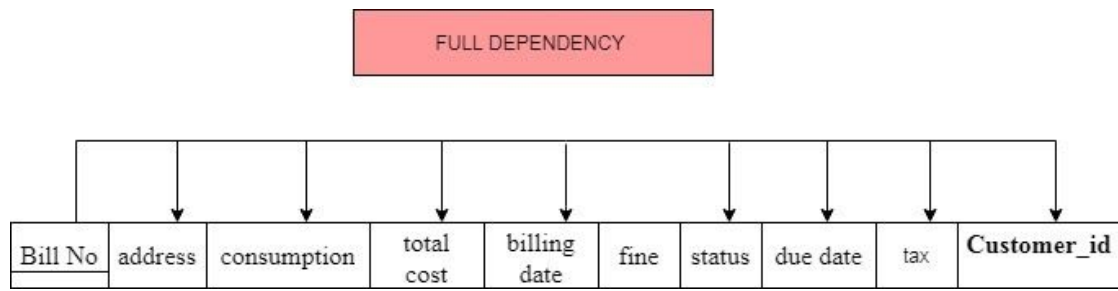 FULL DEPENDENCY
Bill No
address
consumption
total
cost
billing
date
fine
status
due date
tax
Customer_id